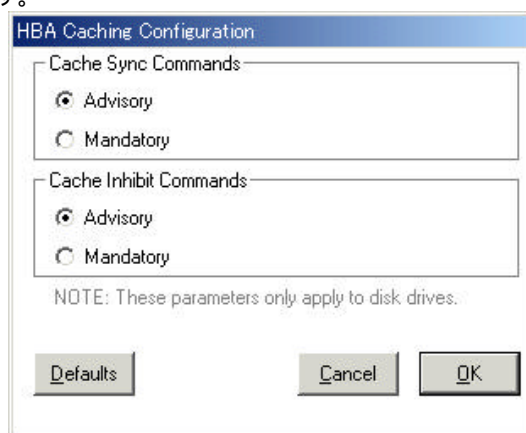 す。
HBA Caching Configuration
Cache Sync Commands
Advisory
Mandatory
Cache Inhibit Commands
Advisory
Mandatory
NOTE: These parameters only apply to disk drives.
Defaults
Cancel
OK